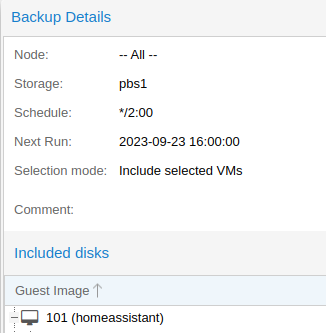 Backup Details
Node: -- All --
Storage: pbs1
Schedule: */2:00
Next Run: 2023-09-23 16:00:00
Selection mode: Include selected VMs
Comment:
Included disks
Guest Image
101 (homeassistant)